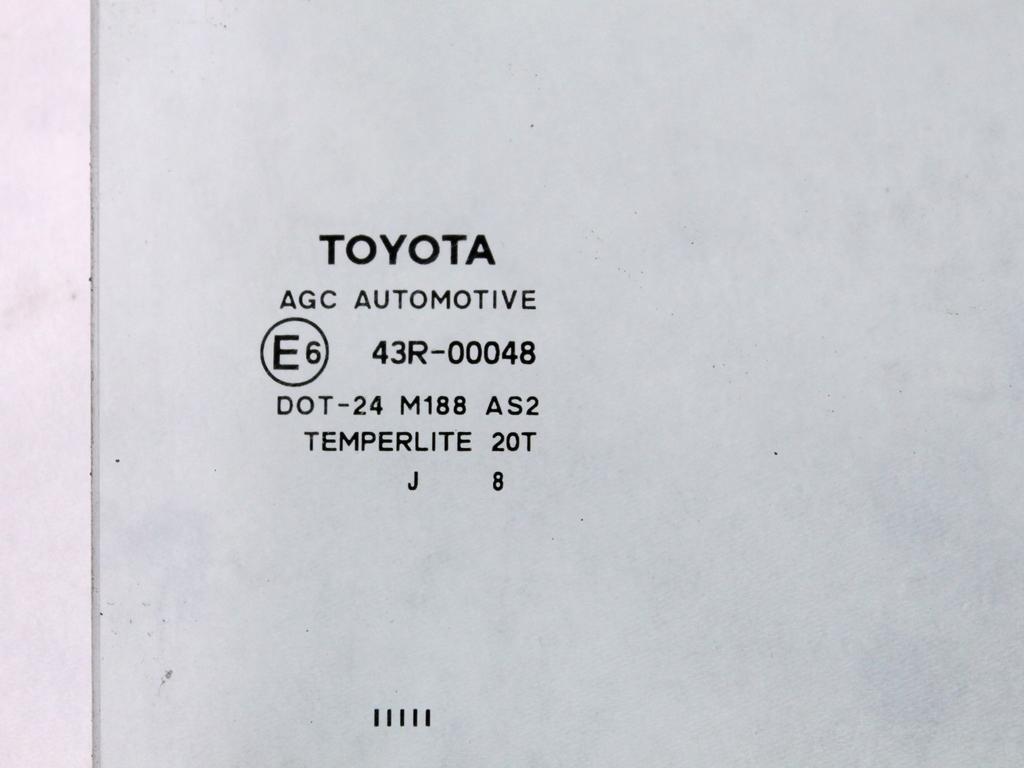 TOYOTA
AGC AUTOMOTIVE
E6 43R-00048
DOT-24 M188 AS2
TEMPERLITE 20T
J 8
IIIII